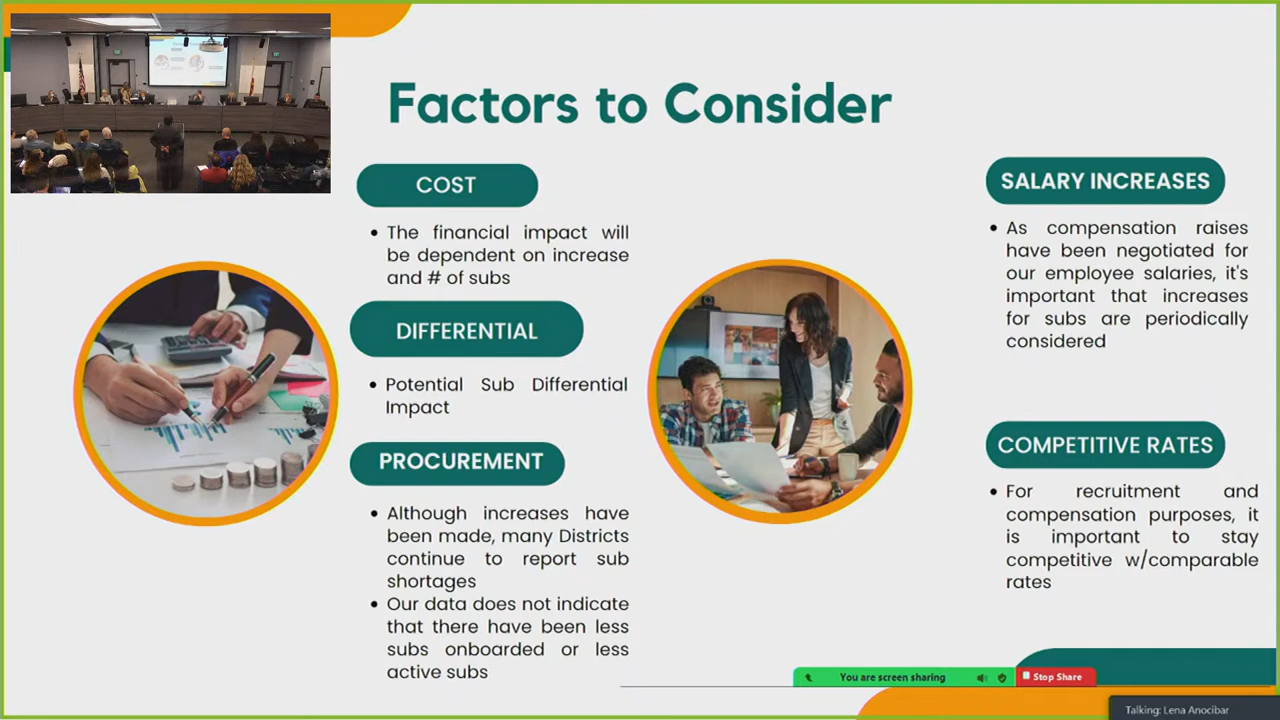 Factors to Consider
COST
• The financial impact will
be dependent on increase
and # of subs
DIFFERENTIAL
• Potential Sub Differential
Impact
PROCUREMENT
• Although increases have
been made, many Districts
continue to report sub
shortages
• Our data does not indicate
that there have been less
subs onboarded or less
active subs
SALARY INCREASES
• As compensation raises
have been negotiated for
our employee salaries, it's
important that increases
for subs are periodically
considered
COMPETITIVE RATES
• For recruitment and
compensation purposes, it
is important to stay
competitive w/comparable
rates
You are screen sharing
Stop Share
Talking: Lena Anocibar